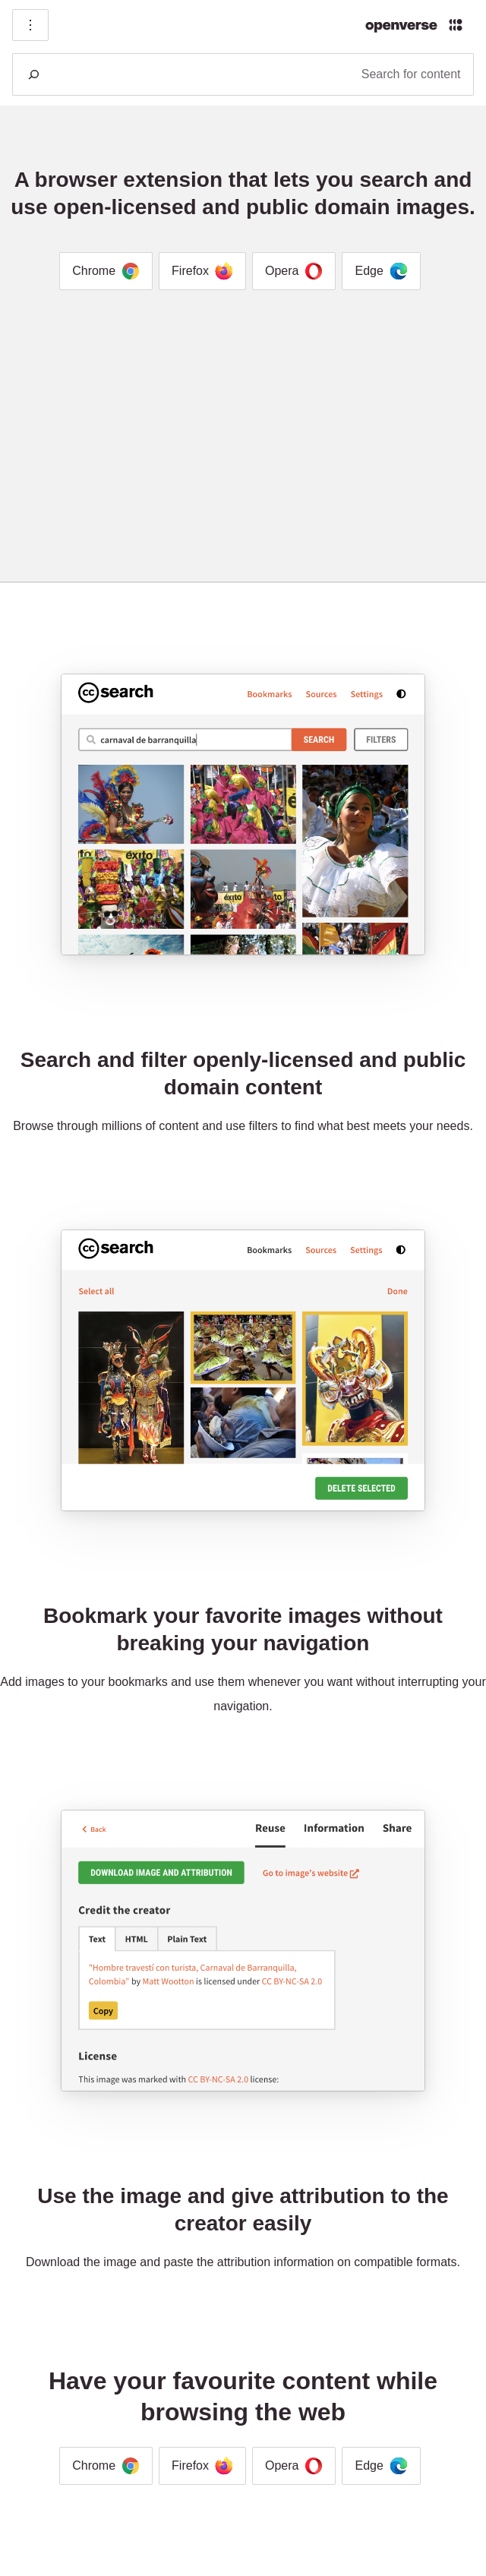 openverse
Search for content
A browser extension that lets you search and
use open-licensed and public domain images.
Chrome Firefox Opera Edge
cc search Bookmarks Sources Settings
carnaval de barranquilla SEARCH FILTERS
éxito
éxito éxito
Search and filter openly-licensed and public
domain content
Browse through millions of content and use filters to find what best meets your needs.
cc search Bookmarks Sources Settings
Select all Done
DELETE SELECTED
Bookmark your favorite images without
breaking your navigation
Add images to your bookmarks and use them whenever you want without interrupting your
navigation.
Back Reuse Information Share
DOWNLOAD IMAGE AND ATTRIBUTION Go to image's website
Credit the creator
Text HTML Plain Text
"Hombre travestí con turista, Carnaval de Barranquilla,
Colombia" by Matt Wootton is licensed under CC BY-NC-SA 2.0
Copy
License
This image was marked with CC BY-NC-SA 2.0 license:
Use the image and give attribution to the
creator easily
Download the image and paste the attribution information on compatible formats.
Have your favourite content while
browsing the web
Chrome Firefox Opera Edge